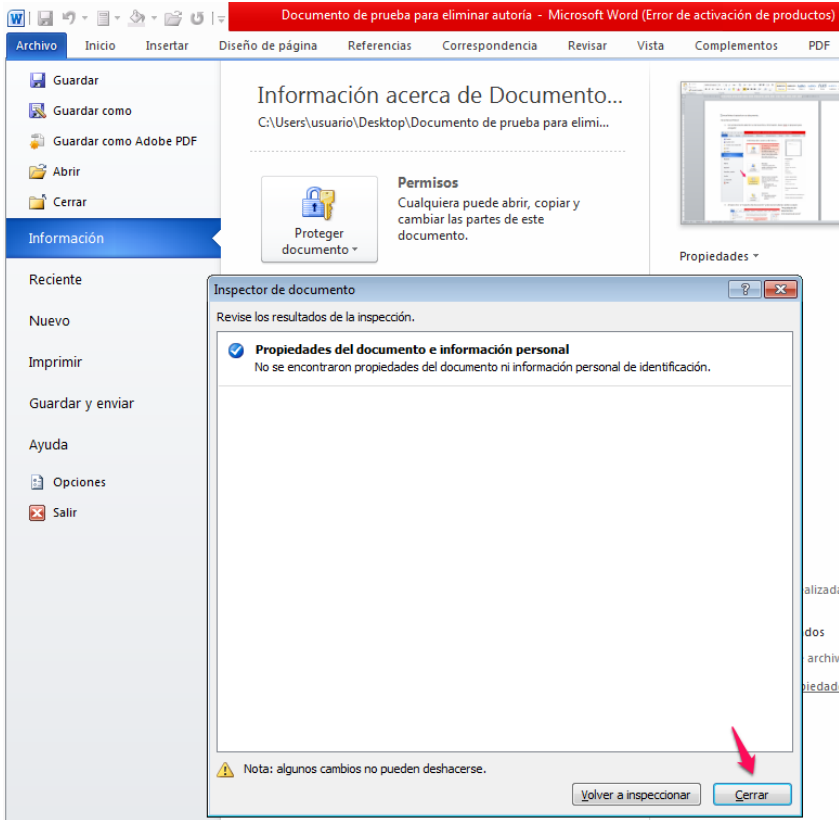 Documento de prueba para eliminar autoría - Microsoft Word (Error de activación de productos)
Archivo Inicio Insertar Diseño de página Referencias Correspondencia Revisar Vista Complementos PDF
Guardar
Guardar como
Guardar como Adobe PDF
Abrir
Cerrar
Información
Reciente
Nuevo
Imprimir
Guardar y enviar
Ayuda
Opciones
Salir
Información acerca de Documento...
C:\Users\usuario\Desktop\Documento de prueba para elimi...
Proteger
documento
Permisos
Cualquiera puede abrir, copiar y
cambiar las partes de este
documento.
Propiedades
Inspector de documento
Revise los resultados de la inspección.
Propiedades del documento e información personal
No se encontraron propiedades del documento ni información personal de identificación.
Nota: algunos cambios no pueden deshacerse.
Volver a inspeccionar
Cerrar